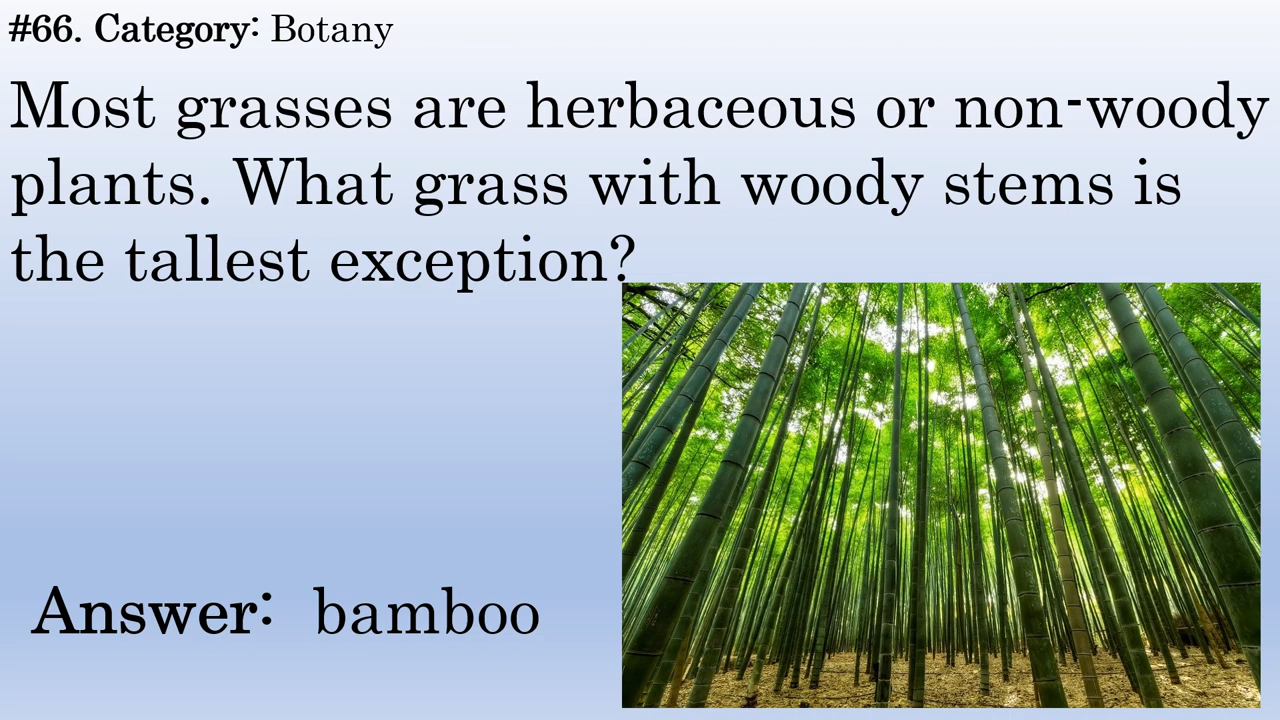 #66. Category: Botany
Most grasses are herbaceous or non-woody
plants. What grass with woody stems is
the tallest exception?
Answer: bamboo